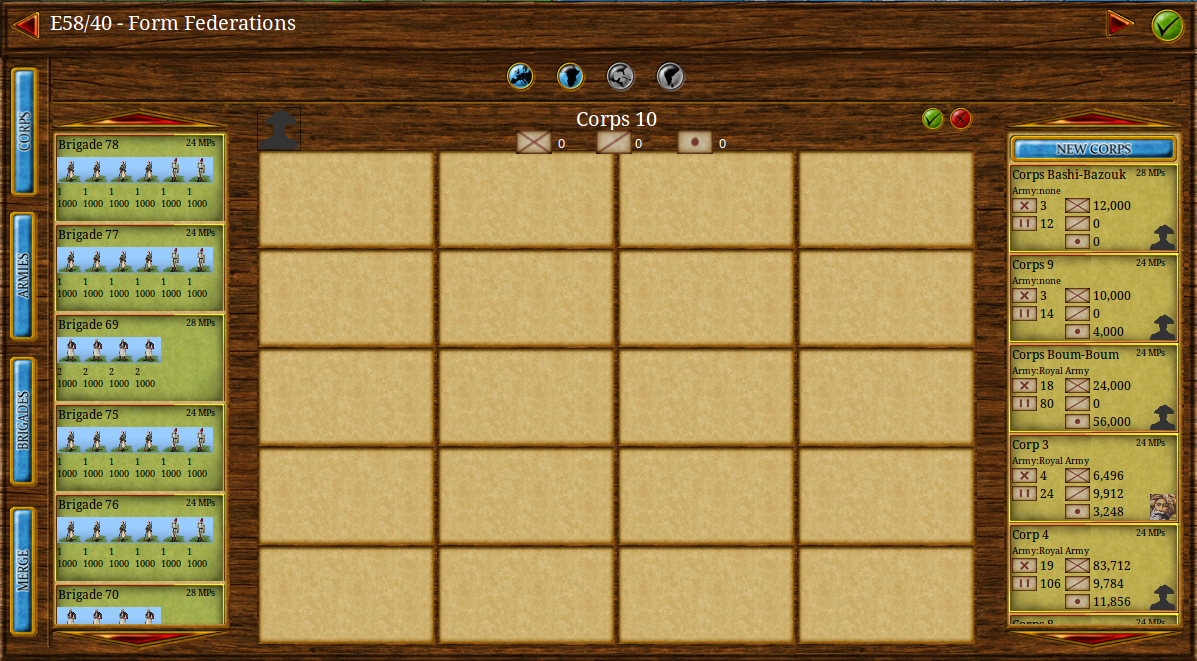 E58/40 - Form Federations
CORPS
ARMIES
BRIGADES
MERGE
Brigade 78 24 MPs
1 1 1 1 1 1
1000 1000 1000 1000 1000 1000
Brigade 77 24 MPs
1 1 1 1 1 1
1000 1000 1000 1000 1000 1000
Brigade 69 28 MPs
2 2 2 2
1000 1000 1000 1000
Brigade 75 24 MPs
1 1 1 1 1 1
1000 1000 1000 1000 1000 1000
Brigade 76 24 MPs
1 1 1 1 1 1
1000 1000 1000 1000 1000 1000
Brigade 70 28 MPs
Corps 10
0 0 0
NEW CORPS
Corps Bashi-Bazouk 28 MPs
Army:none
3 12,000
12 0
0
Corps 9 24 MPs
Army:none
3 10,000
14 0
4,000
Corps Boum-Boum 24 MPs
Army:Royal Army
18 24,000
80 0
56,000
Corp 3 24 MPs
Army:Royal Army
4 6,496
24 9,912
3,248
Corp 4 24 MPs
Army:Royal Army
19 83,712
106 9,784
11,856
24 MPs